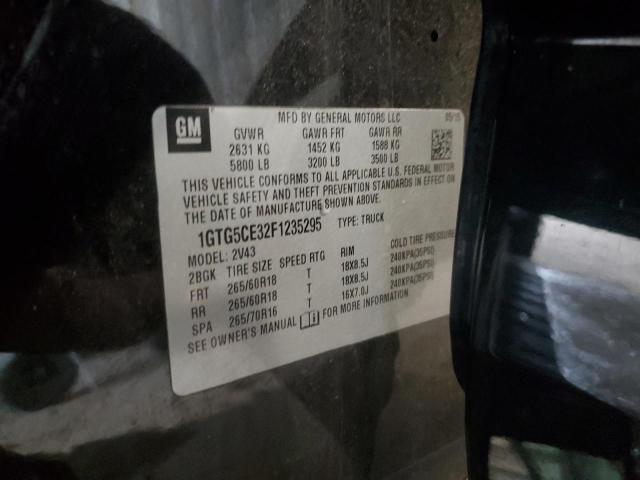 GM
MFD BY GENERAL MOTORS LLC 05/15
GVWR GAWR FRT GAWR RR
2631 KG 1452 KG 1588 KG
5800 LB 3200 LB 3500 LB
THIS VEHICLE CONFORMS TO ALL APPLICABLE U.S. FEDERAL MOTOR
VEHICLE SAFETY AND THEFT PREVENTION STANDARDS IN EFFECT ON
THE DATE OF MANUFACTURE SHOWN ABOVE.
1GTG5CE32F1235295 TYPE: TRUCK
MODEL: 2V43
2BGK TIRE SIZE SPEED RTG RIM COLD TIRE PRESSURE
FRT 265/60R18 T 18X8.5J 240KPA(35PSI)
RR 265/60R18 T 18X8.5J 240KPA(35PSI)
SPA 265/70R16 T 16X7.0J 240KPA(35PSI)
SEE OWNER'S MANUAL FOR MORE INFORMATION